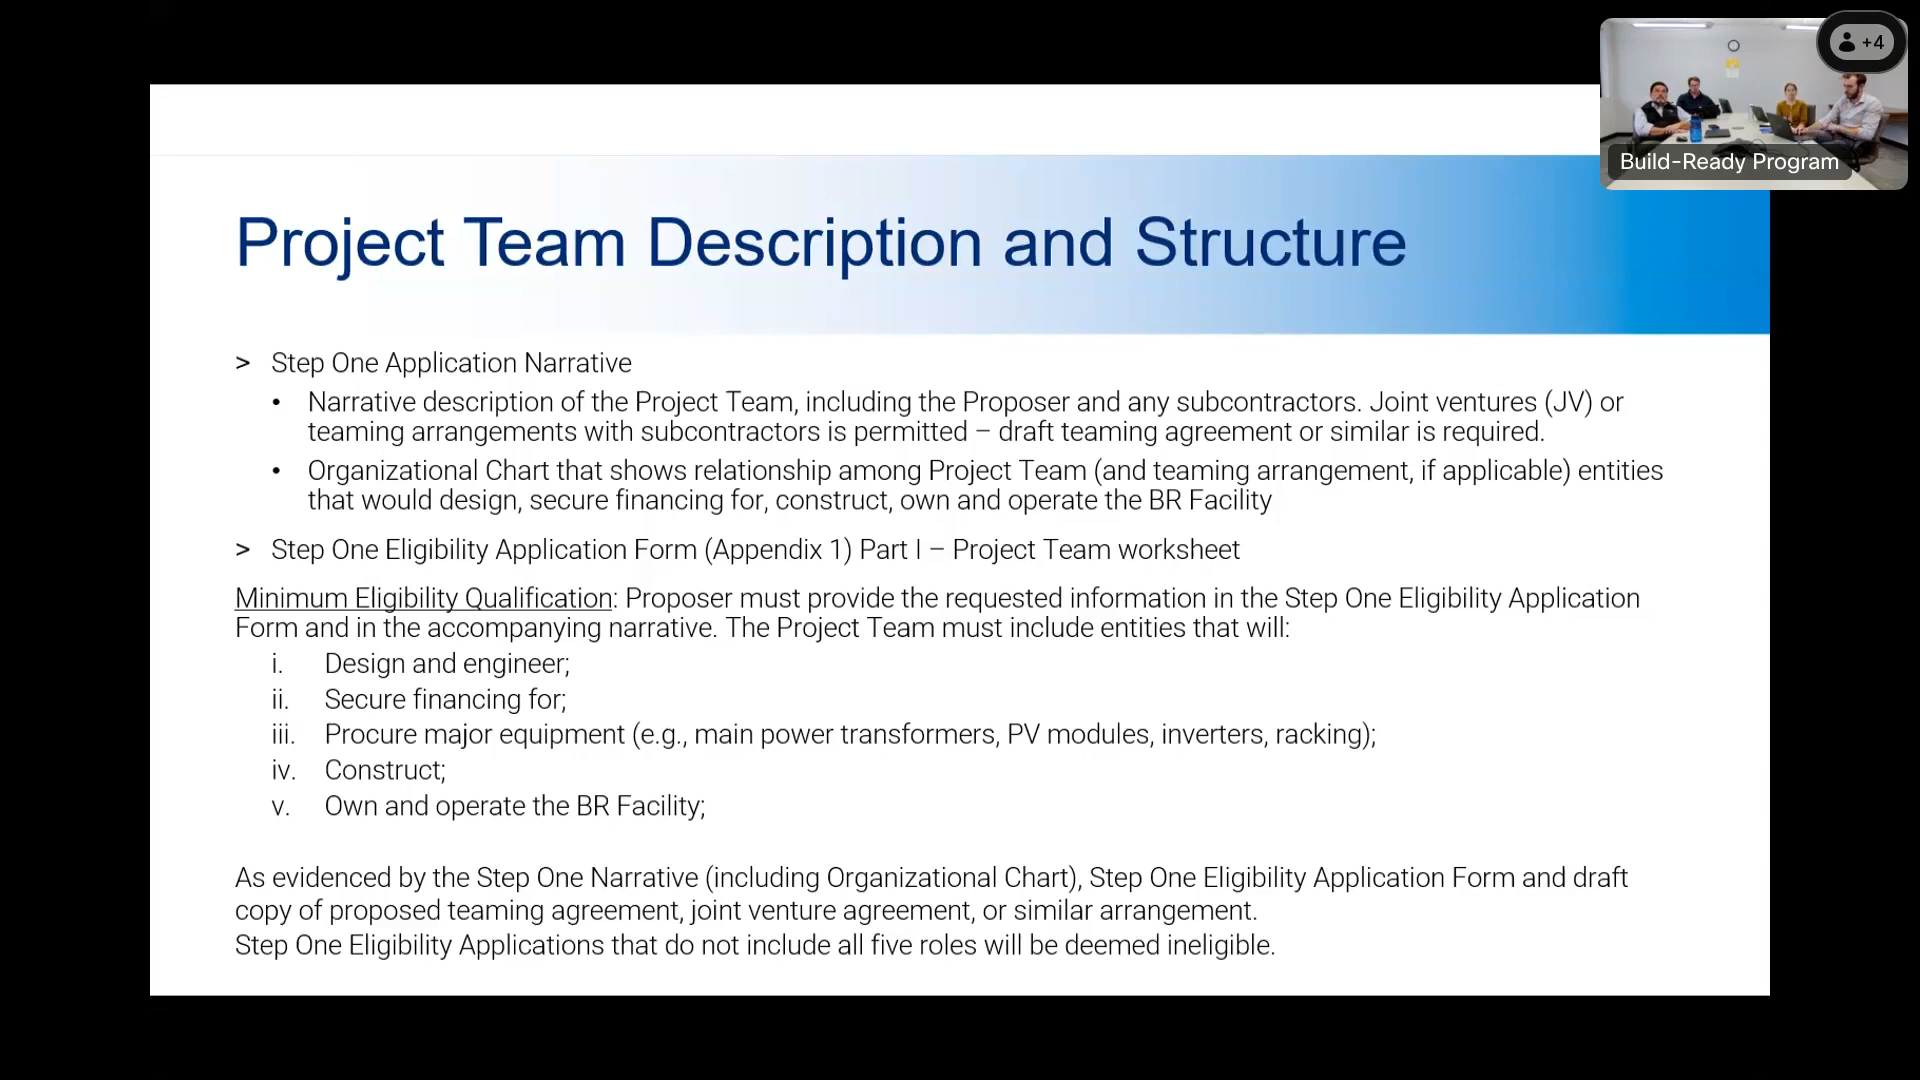 +4
Build-Ready Program
Project Team Description and Structure
> Step One Application Narrative
• Narrative description of the Project Team, including the Proposer and any subcontractors. Joint ventures (JV) or
teaming arrangements with subcontractors is permitted – draft teaming agreement or similar is required.
• Organizational Chart that shows relationship among Project Team (and teaming arrangement, if applicable) entities
that would design, secure financing for, construct, own and operate the BR Facility
> Step One Eligibility Application Form (Appendix 1) Part I – Project Team worksheet
Minimum Eligibility Qualification: Proposer must provide the requested information in the Step One Eligibility Application
Form and in the accompanying narrative. The Project Team must include entities that will:
i. Design and engineer;
ii. Secure financing for;
iii. Procure major equipment (e.g., main power transformers, PV modules, inverters, racking);
iv. Construct;
v. Own and operate the BR Facility;
As evidenced by the Step One Narrative (including Organizational Chart), Step One Eligibility Application Form and draft
copy of proposed teaming agreement, joint venture agreement, or similar arrangement.
Step One Eligibility Applications that do not include all five roles will be deemed ineligible.